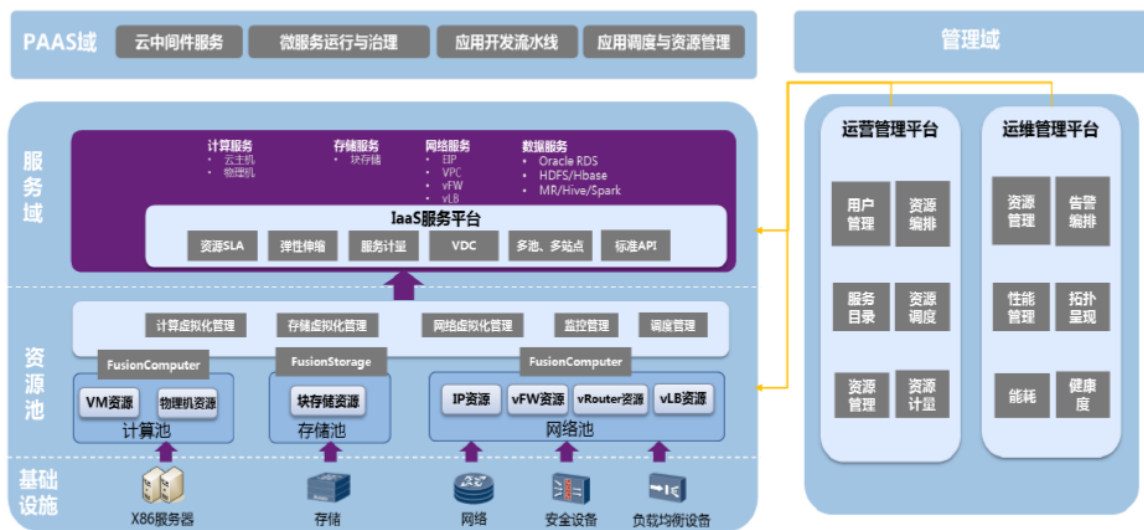 PAAS域
云中间件服务
微服务运行与治理
应用开发流水线
应用调度与资源管理
管理域
服务域
计算服务
• 云主机
• 物理机
存储服务
• 块存储
网络服务
• EIP
• VPC
• vFW
• vLB
数据服务
• Oracle RDS
• HDFS/Hbase
• MR/Hive/Spark
IaaS服务平台
资源SLA
弹性伸缩
服务计量
VDC
多池、多站点
标准API
资源池
计算虚拟化管理
存储虚拟化管理
网络虚拟化管理
监控管理
调度管理
FusionComputer
FusionStorage
FusionComputer
VM资源
物理机资源
计算池
块存储资源
存储池
IP资源
vFW资源
vRouter资源
vLB资源
网络池
基础
设施
X86服务器
存储
网络
安全设备
负载均衡设备
运营管理平台
用户
管理
资源
编排
服务
目录
资源
调度
资源
管理
资源
计量
运维管理平台
资源
管理
告警
编排
性能
管理
拓扑
呈现
能耗
健康
度